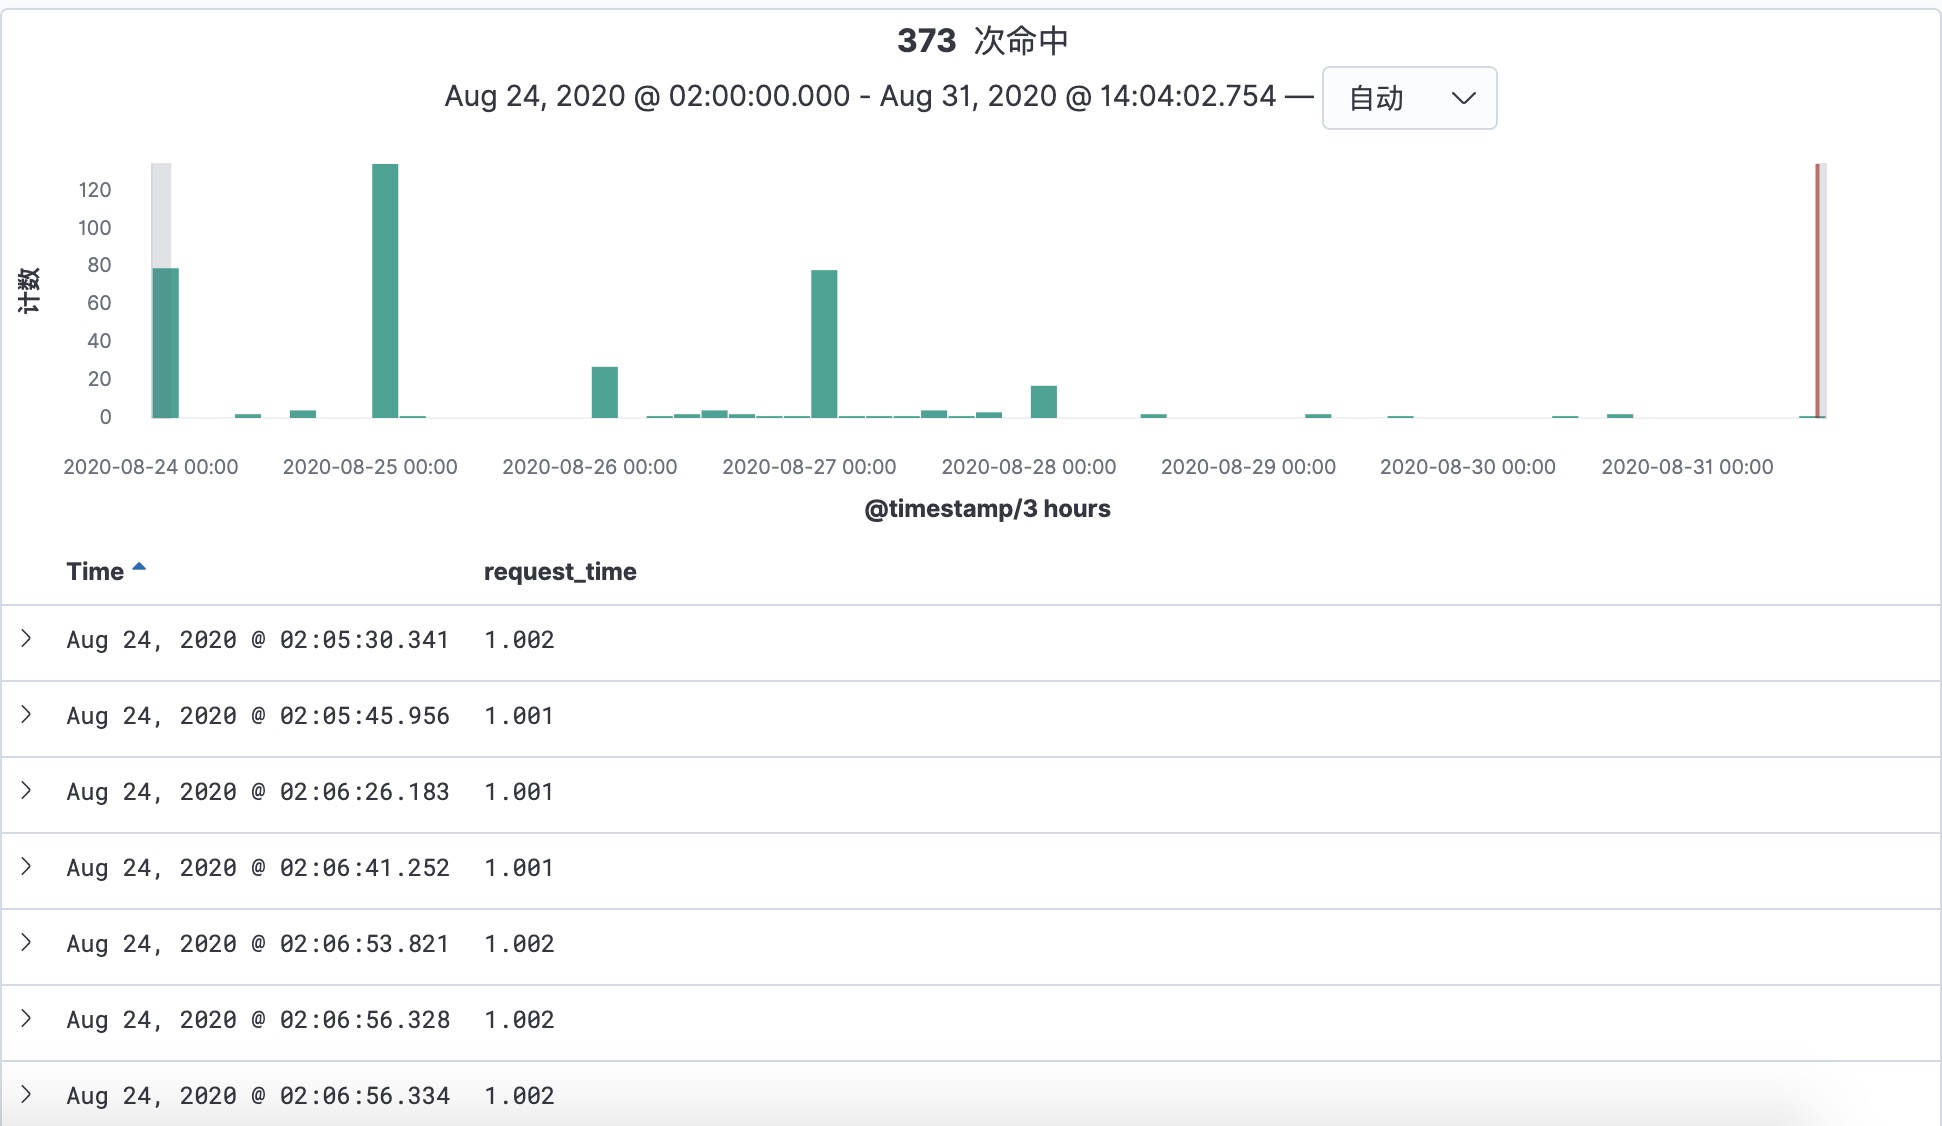 373 次命中
Aug 24, 2020 @ 02:00:00.000 - Aug 31, 2020 @ 14:04:02.754 — 自动
计数
120
100
80
60
40
20
0
2020-08-24 00:00 2020-08-25 00:00 2020-08-26 00:00 2020-08-27 00:00 2020-08-28 00:00 2020-08-29 00:00 2020-08-30 00:00 2020-08-31 00:00
@timestamp/3 hours
Time request_time
Aug 24, 2020 @ 02:05:30.341 1.002
Aug 24, 2020 @ 02:05:45.956 1.001
Aug 24, 2020 @ 02:06:26.183 1.001
Aug 24, 2020 @ 02:06:41.252 1.001
Aug 24, 2020 @ 02:06:53.821 1.002
Aug 24, 2020 @ 02:06:56.328 1.002
Aug 24, 2020 @ 02:06:56.334 1.002